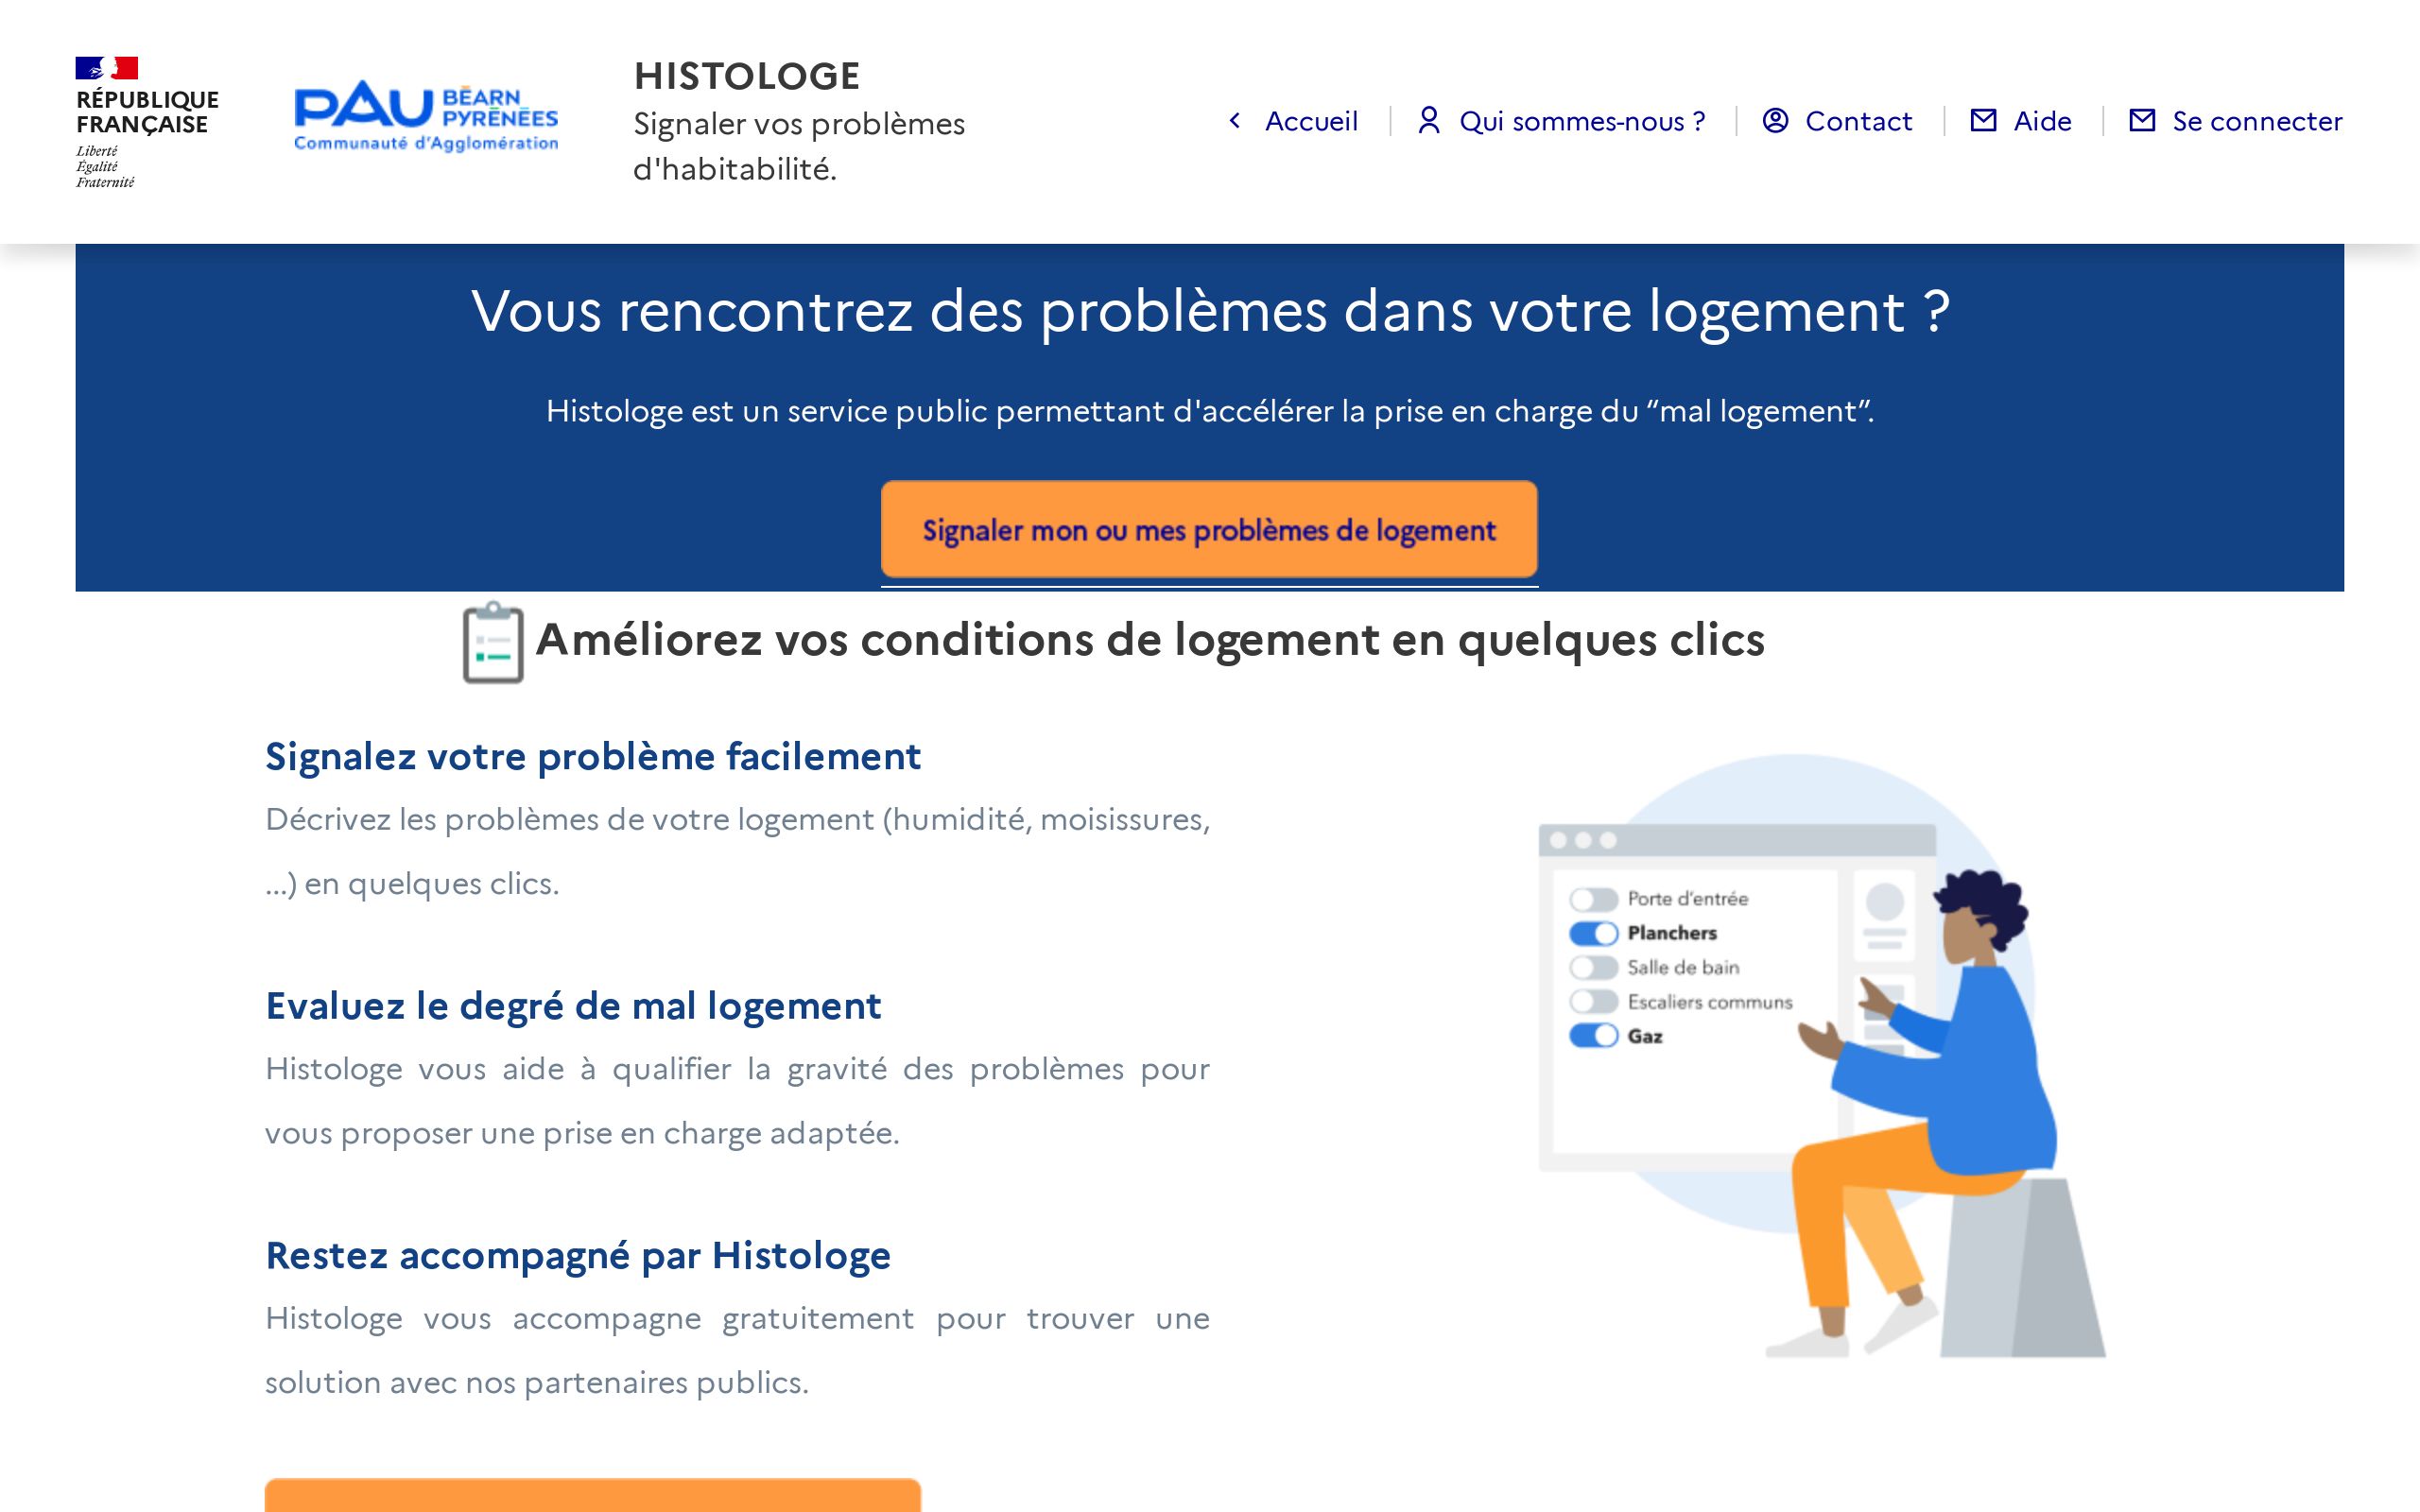 RÉPUBLIQUE
FRANÇAISE
Liberté
Égalité
Fraternité
PAU BÉARN
PYRÉNÉES
Communauté d'Agglomération
HISTOLOGE
Signaler vos problèmes
d'habitabilité.
Accueil
Qui sommes-nous ?
Contact
Aide
Se connecter
Vous rencontrez des problèmes dans votre logement ?
Histologe est un service public permettant d'accélérer la prise en charge du “mal logement”.
Signaler mon ou mes problèmes de logement
Améliorez vos conditions de logement en quelques clics
Signalez votre problème facilement
Décrivez les problèmes de votre logement (humidité, moisissures,
...) en quelques clics.
Evaluez le degré de mal logement
Histologe vous aide à qualifier la gravité des problèmes pour
vous proposer une prise en charge adaptée.
Restez accompagné par Histologe
Histologe vous accompagne gratuitement pour trouver une
solution avec nos partenaires publics.
Porte d'entrée
Planchers
Salle de bain
Escaliers communs
Gaz